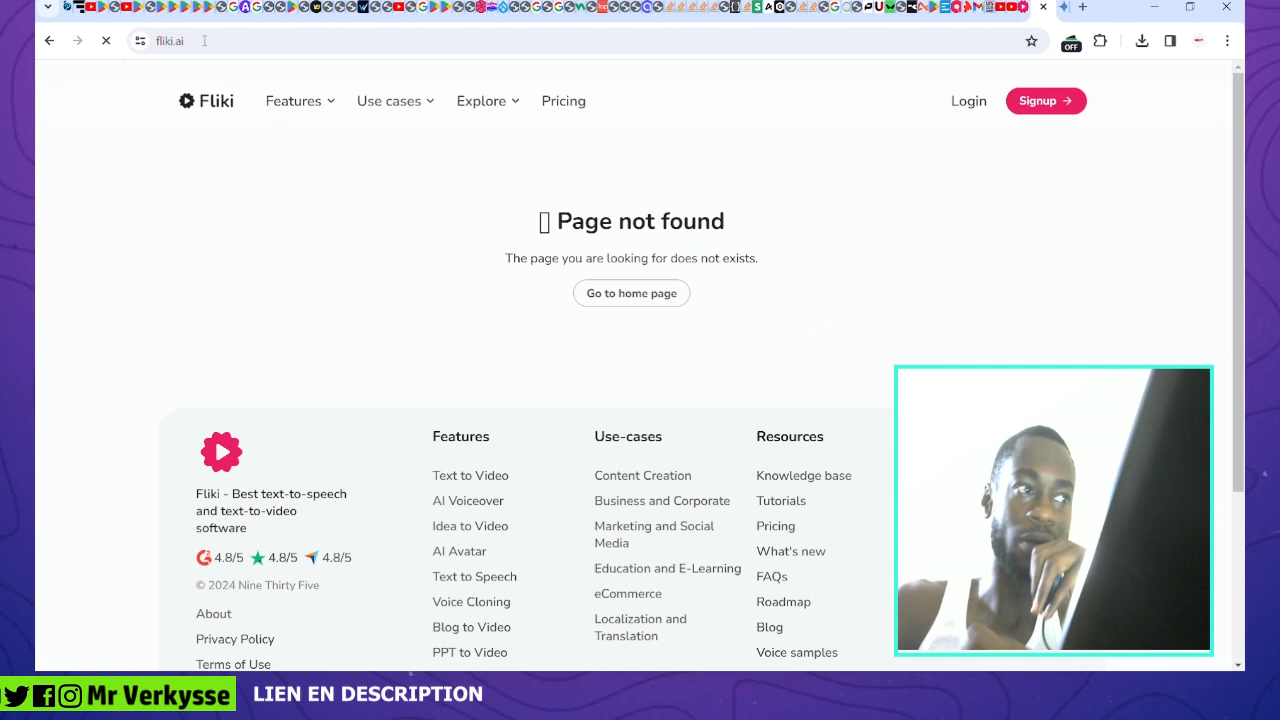 fliki.ai
OFF
Fliki
Features
Use cases
Explore
Pricing
Login
Signup
Page not found
The page you are looking for does not exists.
Go to home page
Fliki - Best text-to-speech
and text-to-video
software
4.8/5
4.8/5
4.8/5
© 2024 Nine Thirty Five
About
Privacy Policy
Terms of Use
Features
Text to Video
AI Voiceover
Idea to Video
AI Avatar
Text to Speech
Voice Cloning
Blog to Video
PPT to Video
Use-cases
Content Creation
Business and Corporate
Marketing and Social
Media
Education and E-Learning
eCommerce
Localization and
Translation
Resources
Knowledge base
Tutorials
Pricing
What's new
FAQs
Roadmap
Blog
Voice samples
Mr Verkysse
LIEN EN DESCRIPTION